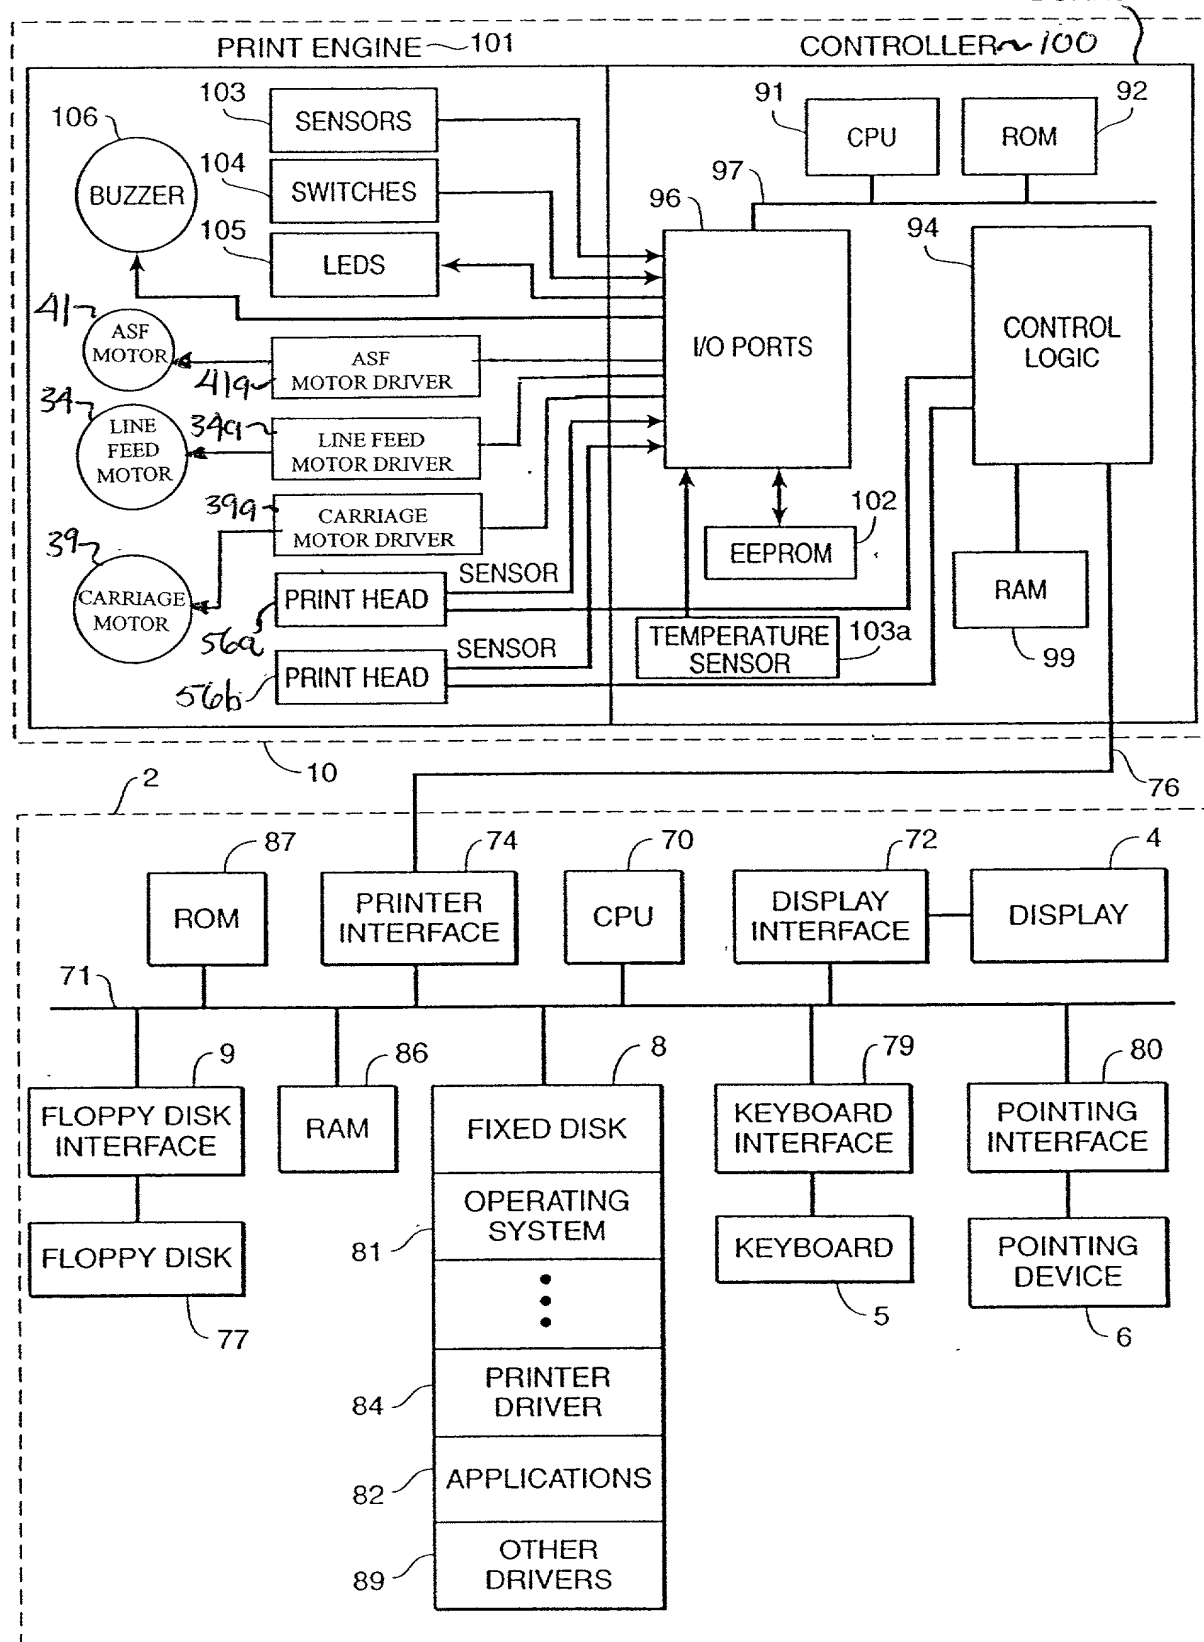 PRINT ENGINE 101
CONTROLLER 100
103
SENSORS
106
BUZZER
104
SWITCHES
105
LEDS
91
CPU
92
ROM
97
96
I/O PORTS
94
CONTROL
LOGIC
41
ASF
MOTOR
41a
ASF
MOTOR DRIVER
34
LINE
FEED
MOTOR
34a
LINE FEED
MOTOR DRIVER
39a
CARRIAGE
MOTOR DRIVER
39
CARRIAGE
MOTOR
SENSOR
PRINT HEAD
56a
SENSOR
PRINT HEAD
56b
102
EEPROM
TEMPERATURE
SENSOR
103a
RAM
99
10
76
2
87
ROM
74
PRINTER
INTERFACE
70
CPU
72
DISPLAY
INTERFACE
4
DISPLAY
71
9
FLOPPY DISK
INTERFACE
86
RAM
8
FIXED DISK
79
KEYBOARD
INTERFACE
80
POINTING
INTERFACE
FLOPPY DISK
77
OPERATING
SYSTEM
81
KEYBOARD
5
POINTING
DEVICE
6
PRINTER
DRIVER
84
APPLICATIONS
82
OTHER
DRIVERS
89